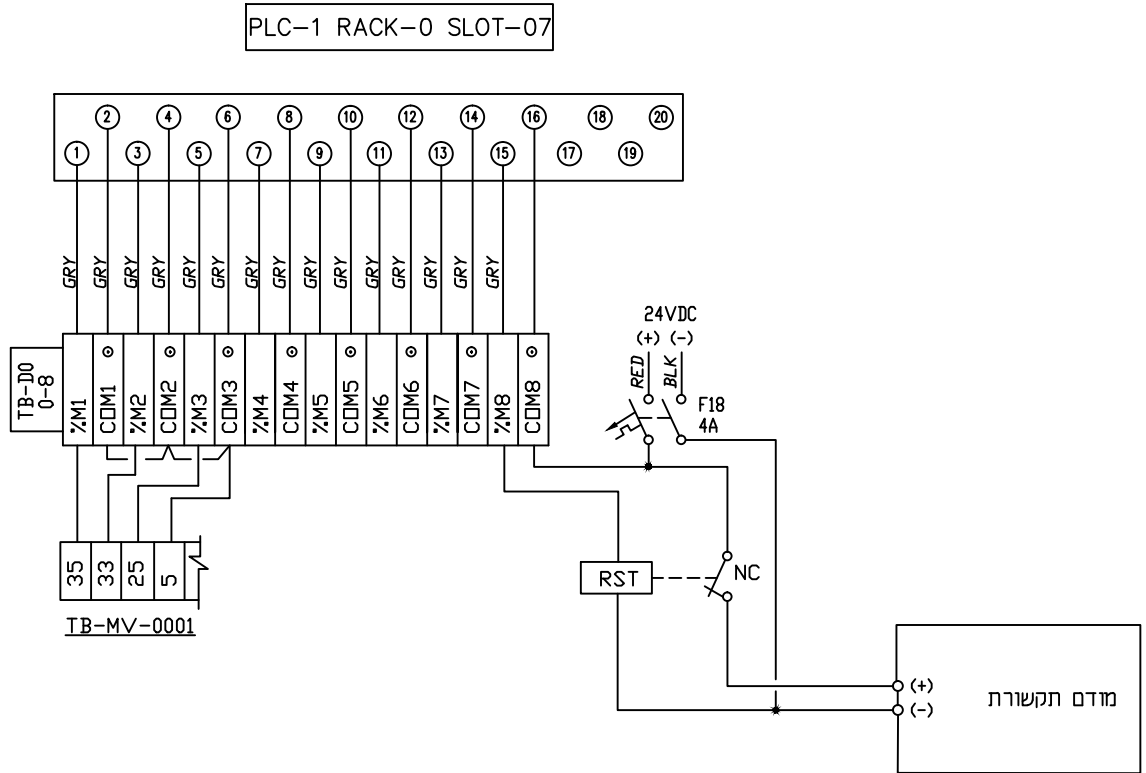 PLC-1 RACK-0 SLOT-07
2 4 6 8 10 12 14 16 18 20
1 3 5 7 9 11 13 15 17 19
GRY GRY GRY GRY GRY GRY GRY GRY GRY GRY GRY GRY GRY GRY GRY
24VDC
(+) (-)
RED BLK
F18
4A
TB-DO
0-8
%M1 COM1 %M2 COM2 %M3 COM3 %M4 COM4 %M5 COM5 %M6 COM6 %M7 COM7 %M8 COM8
35 33 25 5
TB-MV-0001
RST
NC
(+)
(-)
מודם תקשורת